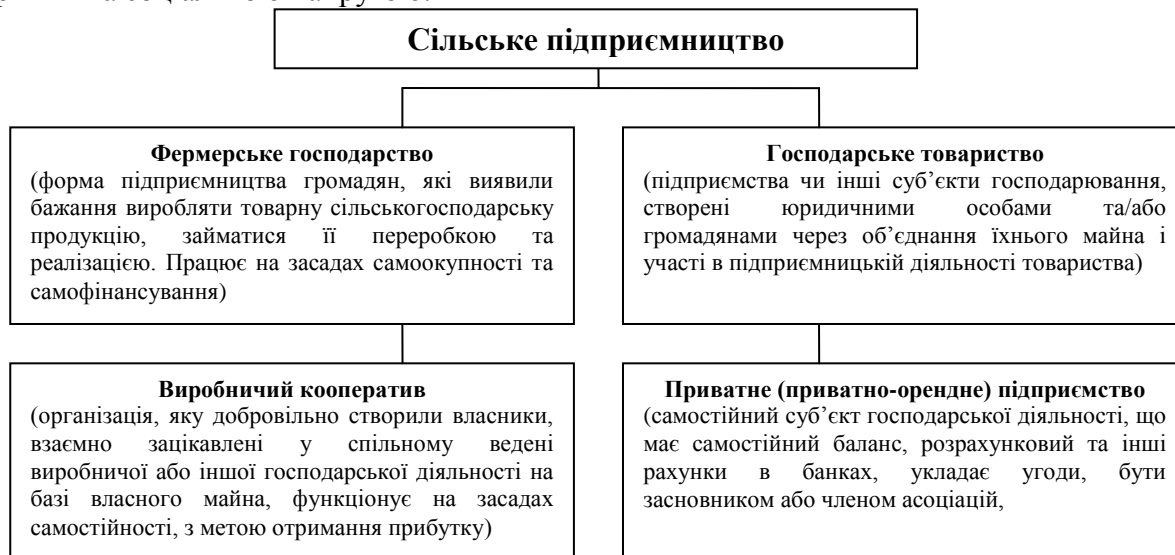 Сільське підприємництво
Фермерське господарство
(форма підприємництва громадян, які виявили
бажання виробляти товарну сільськогосподарську
продукцію, займатися її переробкою та
реалізацією. Працює на засадах самоокупності та
самофінансування)
Господарське товариство
(підприємства чи інші суб’єкти господарювання,
створені юридичними особами та/або
громадянами через об’єднання їхнього майна і
участі в підприємницькій діяльності товариства)
Виробничий кооператив
(організація, яку добровільно створили власники,
взаємно зацікавлені у спільному ведені
виробничої або іншої господарської діяльності на
базі власного майна, функціонує на засадах
самостійності, з метою отримання прибутку)
Приватне (приватно-орендне) підприємство
(самостійний суб’єкт господарської діяльності, що
має самостійний баланс, розрахунковий та інші
рахунки в банках, укладає угоди, бути
засновником або членом асоціацій,